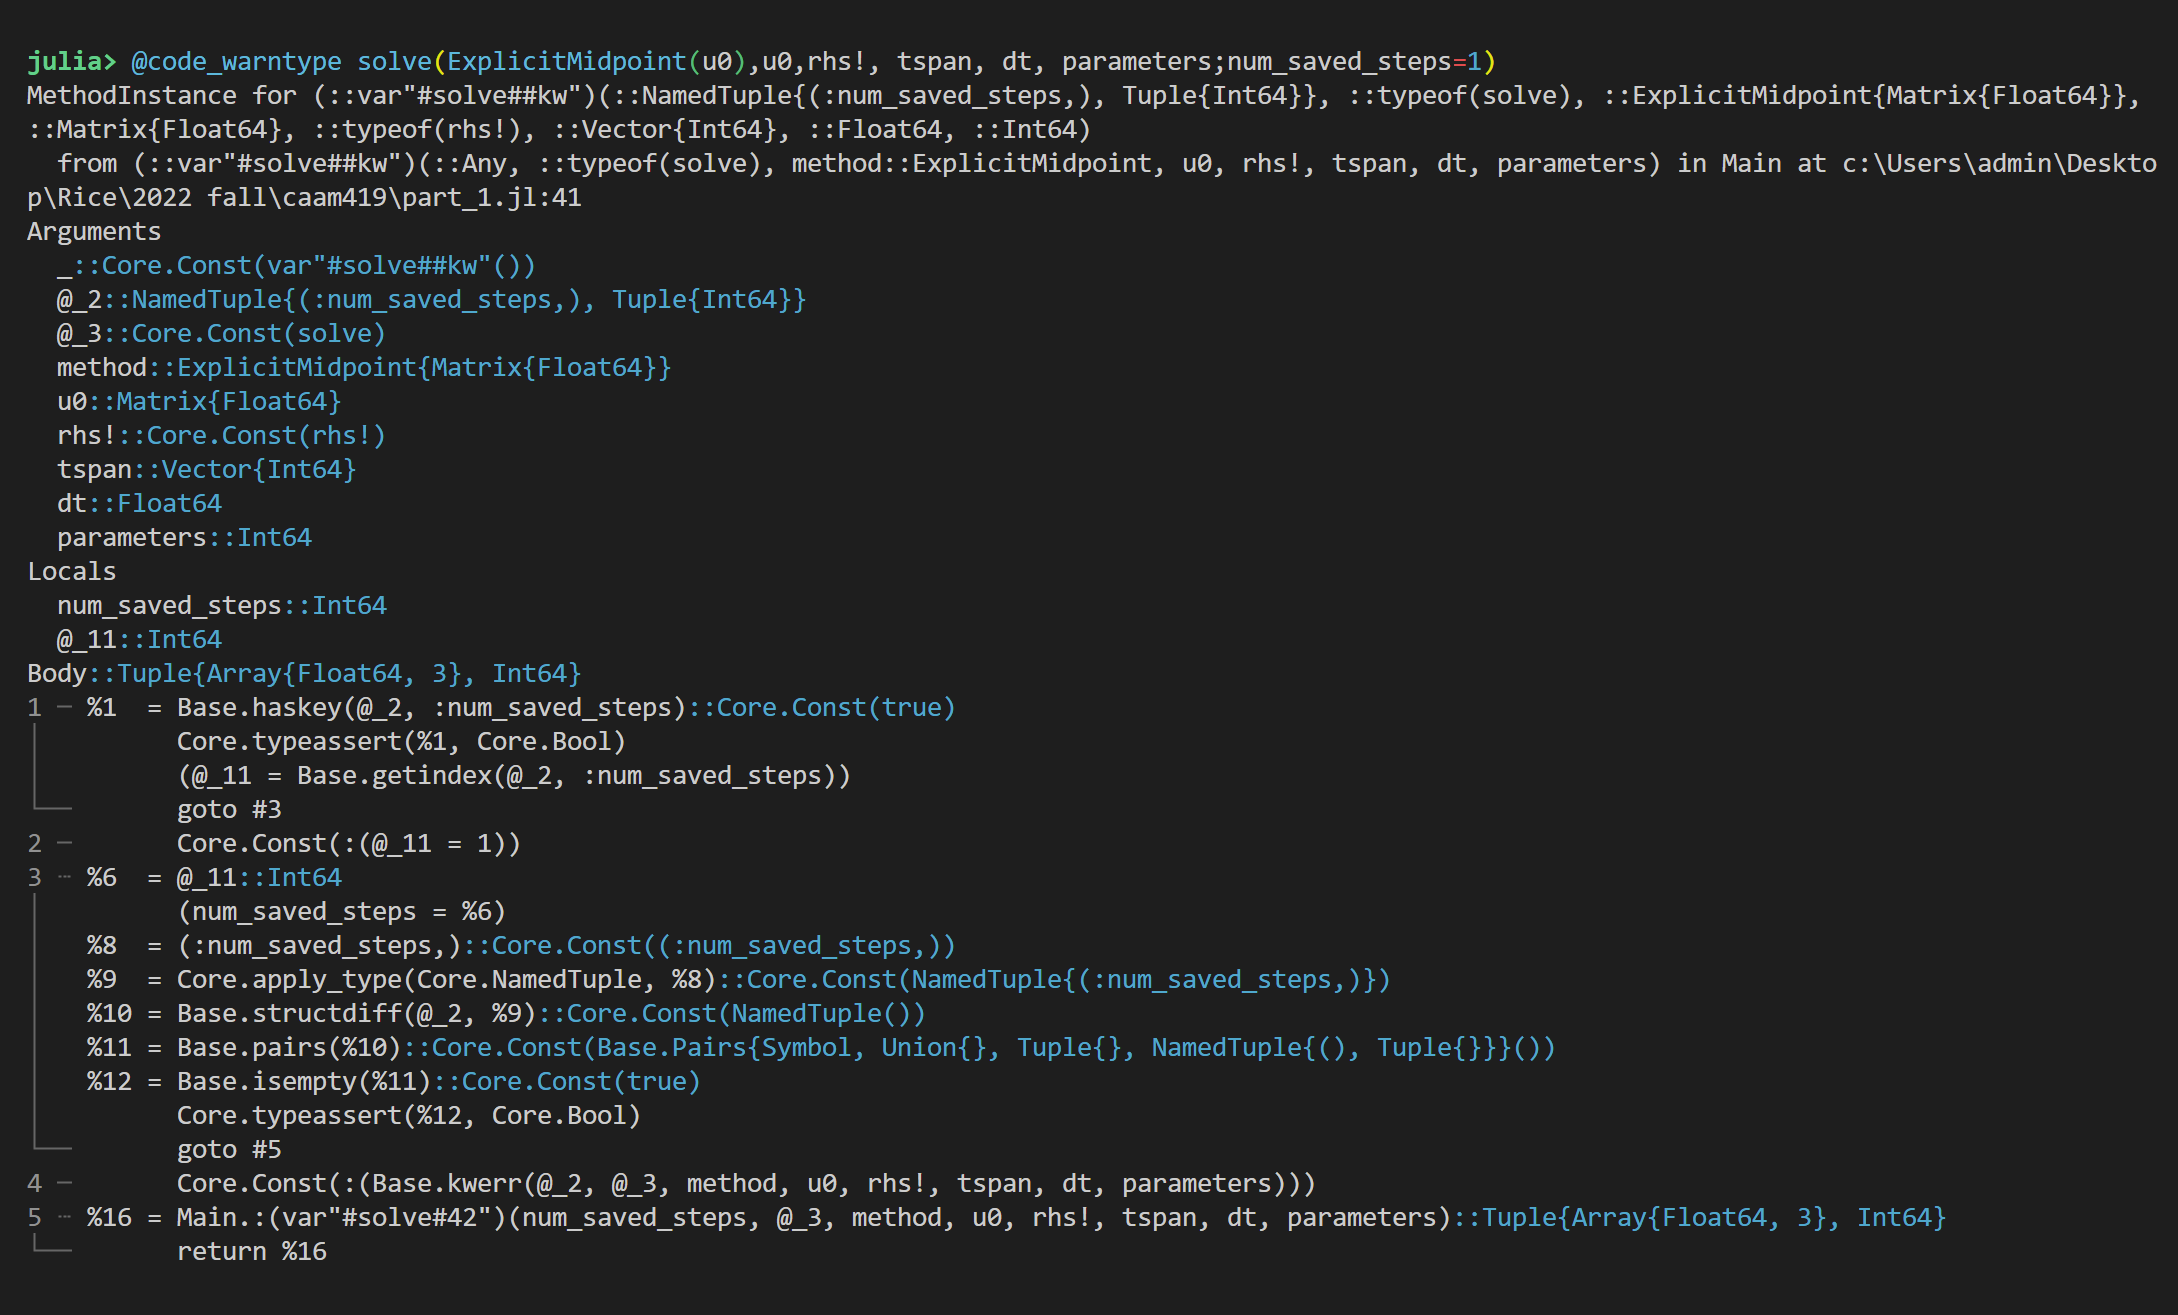 julia> @code_warntype solve(ExplicitMidpoint(u0),u0,rhs!, tspan, dt, parameters;num_saved_steps=1)
MethodInstance for (::var"#solve##kw")(::NamedTuple{(:num_saved_steps,), Tuple{Int64}}, ::typeof(solve), ::ExplicitMidpoint{Matrix{Float64}},
::Matrix{Float64}, ::typeof(rhs!), ::Vector{Int64}, ::Float64, ::Int64)
  from (::var"#solve##kw")(::Any, ::typeof(solve), method::ExplicitMidpoint, u0, rhs!, tspan, dt, parameters) in Main at c:\Users\admin\Deskto
p\Rice\2022 fall\caam419\part_1.jl:41
Arguments
  _::Core.Const(var"#solve##kw"())
  @_2::NamedTuple{(:num_saved_steps,), Tuple{Int64}}
  @_3::Core.Const(solve)
  method::ExplicitMidpoint{Matrix{Float64}}
  u0::Matrix{Float64}
  rhs!::Core.Const(rhs!)
  tspan::Vector{Int64}
  dt::Float64
  parameters::Int64
Locals
  num_saved_steps::Int64
  @_11::Int64
Body::Tuple{Array{Float64, 3}, Int64}
1 ─ %1  = Base.haskey(@_2, :num_saved_steps)::Core.Const(true)
│         Core.typeassert(%1, Core.Bool)
│         (@_11 = Base.getindex(@_2, :num_saved_steps))
└──       goto #3
2 ─       Core.Const(:(@_11 = 1))
3 ┄ %6  = @_11::Int64
│         (num_saved_steps = %6)
│   %8  = (:num_saved_steps,)::Core.Const((:num_saved_steps,))
│   %9  = Core.apply_type(Core.NamedTuple, %8)::Core.Const(NamedTuple{(:num_saved_steps,)})
│   %10 = Base.structdiff(@_2, %9)::Core.Const(NamedTuple())
│   %11 = Base.pairs(%10)::Core.Const(Base.Pairs{Symbol, Union{}, Tuple{}, NamedTuple{(), Tuple{}}}())
│   %12 = Base.isempty(%11)::Core.Const(true)
│         Core.typeassert(%12, Core.Bool)
└──       goto #5
4 ─       Core.Const(:(Base.kwerr(@_2, @_3, method, u0, rhs!, tspan, dt, parameters)))
5 ┄ %16 = Main.:(var"#solve#42")(num_saved_steps, @_3, method, u0, rhs!, tspan, dt, parameters)::Tuple{Array{Float64, 3}, Int64}
└──       return %16